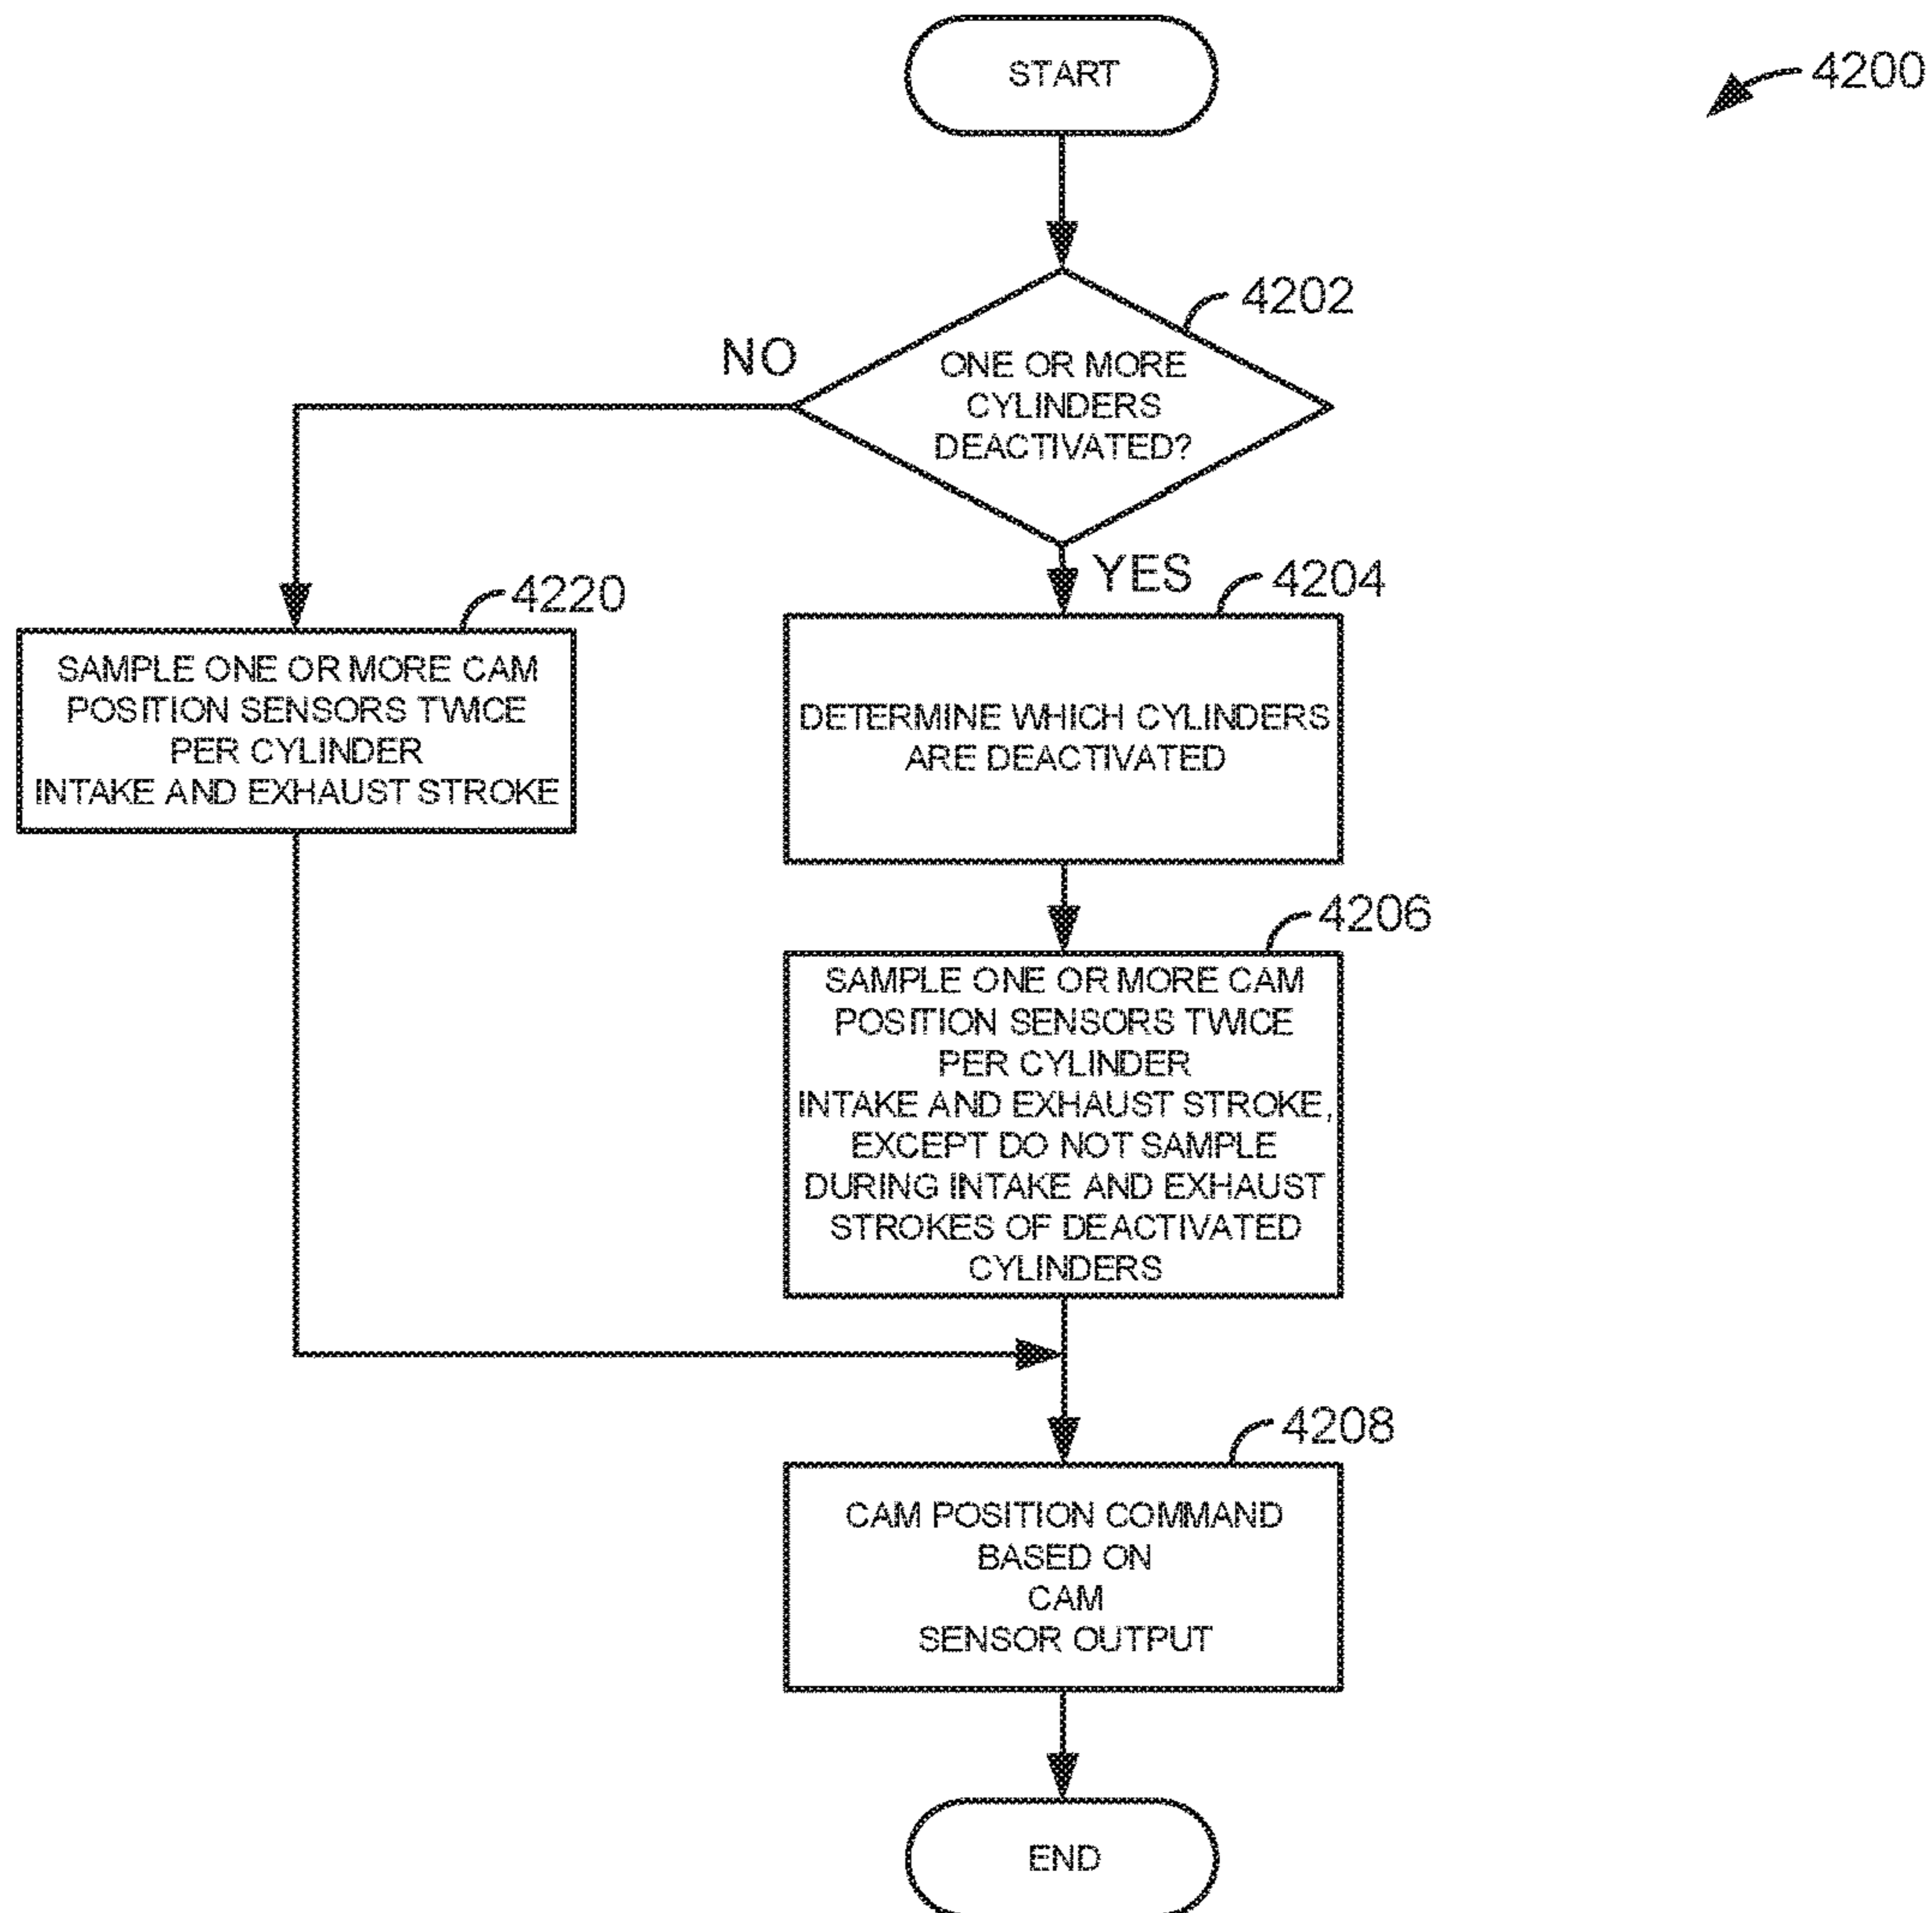 START
4200
4202
ONE OR MORE
CYLINDERS
DEACTIVATED?
NO
YES
4220
SAMPLE ONE OR MORE CAM
POSITION SENSORS TWICE
PER CYLINDER
INTAKE AND EXHAUST STROKE
4204
DETERMINE WHICH CYLINDERS
ARE DEACTIVATED
4206
SAMPLE ONE OR MORE CAM
POSITION SENSORS TWICE
PER CYLINDER
INTAKE AND EXHAUST STROKE,
EXCEPT DO NOT SAMPLE
DURING INTAKE AND EXHAUST
STROKES OF DEACTIVATED
CYLINDERS
4208
CAM POSITION COMMAND
BASED ON
CAM
SENSOR OUTPUT
END